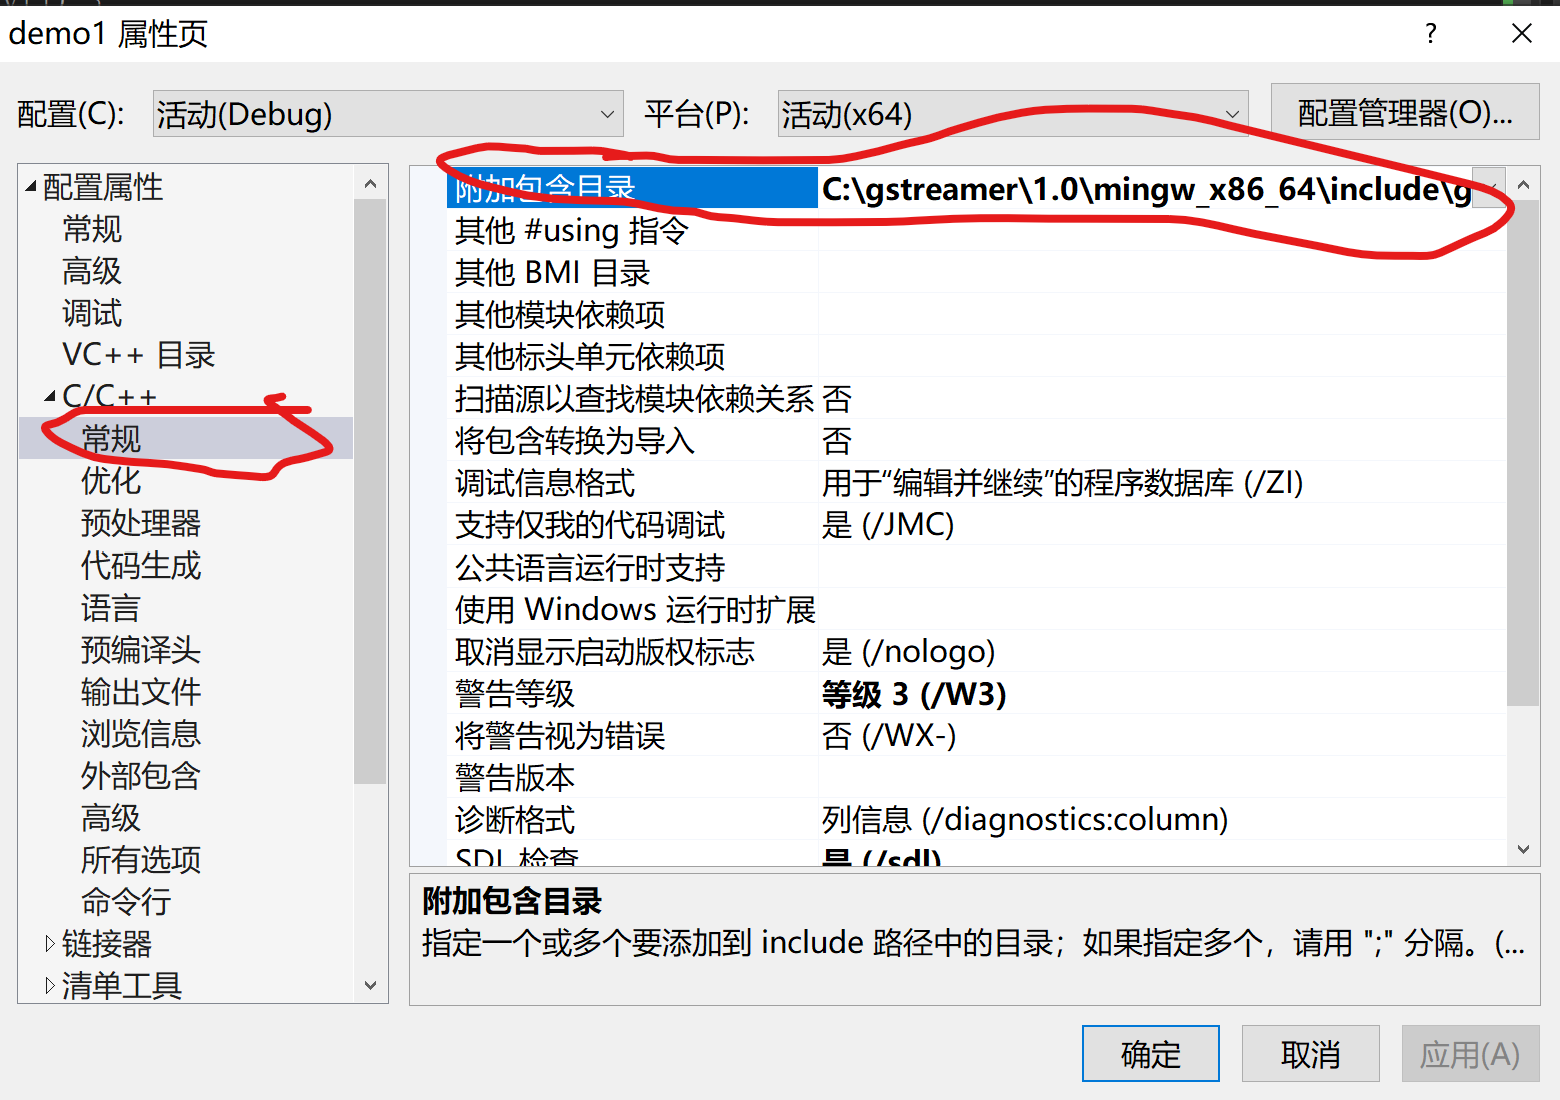 demo1 属性页
?
配置(C):
活动(Debug)
平台(P):
活动(x64)
配置管理器(O)...
配置属性
常规
高级
调试
VC++ 目录
C/C++
常规
优化
预处理器
代码生成
语言
预编译头
输出文件
浏览信息
外部包含
高级
所有选项
命令行
链接器
清单工具
附加包含目录 C:\gstreamer\1.0\mingw_x86_64\include\g
其他 #using 指令
其他 BMI 目录
其他模块依赖项
其他标头单元依赖项
扫描源以查找模块依赖关系 否
将包含转换为导入 否
调试信息格式 用于“编辑并继续”的程序数据库 (/ZI)
支持仅我的代码调试 是 (/JMC)
公共语言运行时支持
使用 Windows 运行时扩展
取消显示启动版权标志 是 (/nologo)
警告等级 等级 3 (/W3)
将警告视为错误 否 (/WX-)
警告版本
诊断格式 列信息 (/diagnostics:column)
SDL 检查 是 (/sdl)
附加包含目录
指定一个或多个要添加到 include 路径中的目录；如果指定多个，请用 ";" 分隔。(...
确定
取消
应用(A)